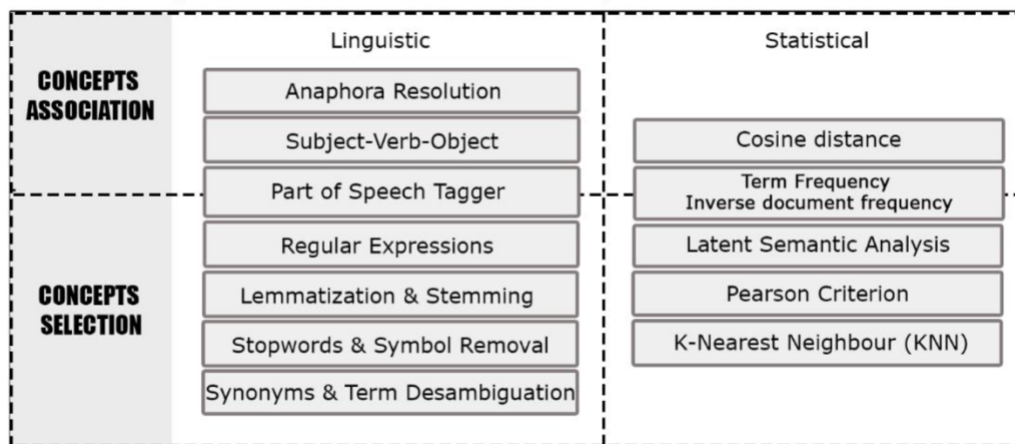 Linguistic
Statistical
CONCEPTS
ASSOCIATION
Anaphora Resolution
Subject-Verb-Object
Part of Speech Tagger
Cosine distance
Term Frequency
Inverse document frequency
CONCEPTS
SELECTION
Regular Expressions
Lemmatization & Stemming
Stopwords & Symbol Removal
Synonyms & Term Desambiguation
Latent Semantic Analysis
Pearson Criterion
K-Nearest Neighbour (KNN)